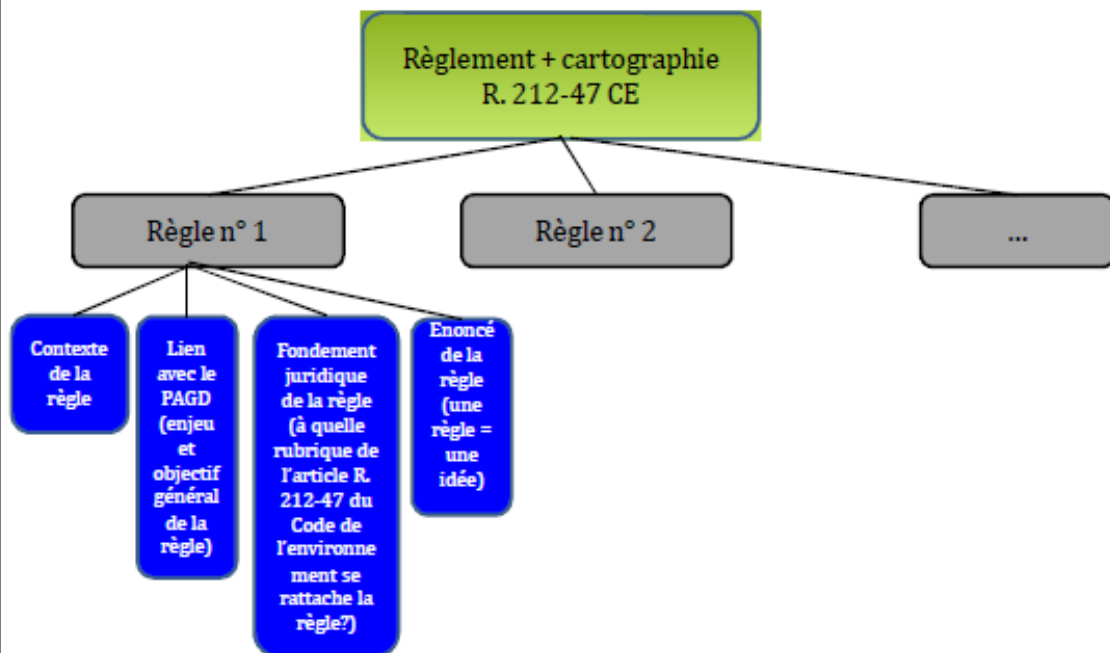 Règlement + cartographie
R. 212-47 CE
Règle n° 1
Règle n° 2
...
Contexte
de la
règle
Lien
avec le
PAGD
(enjeu
et
objectif
général
de la
règle)
Fondement
juridique
de la règle
(à quelle
rubrique de
l'article R.
212-47 du
Code de
l'environne
ment se
rattache la
règle?)
Enoncé
de la
règle
(une
règle =
une
idée)